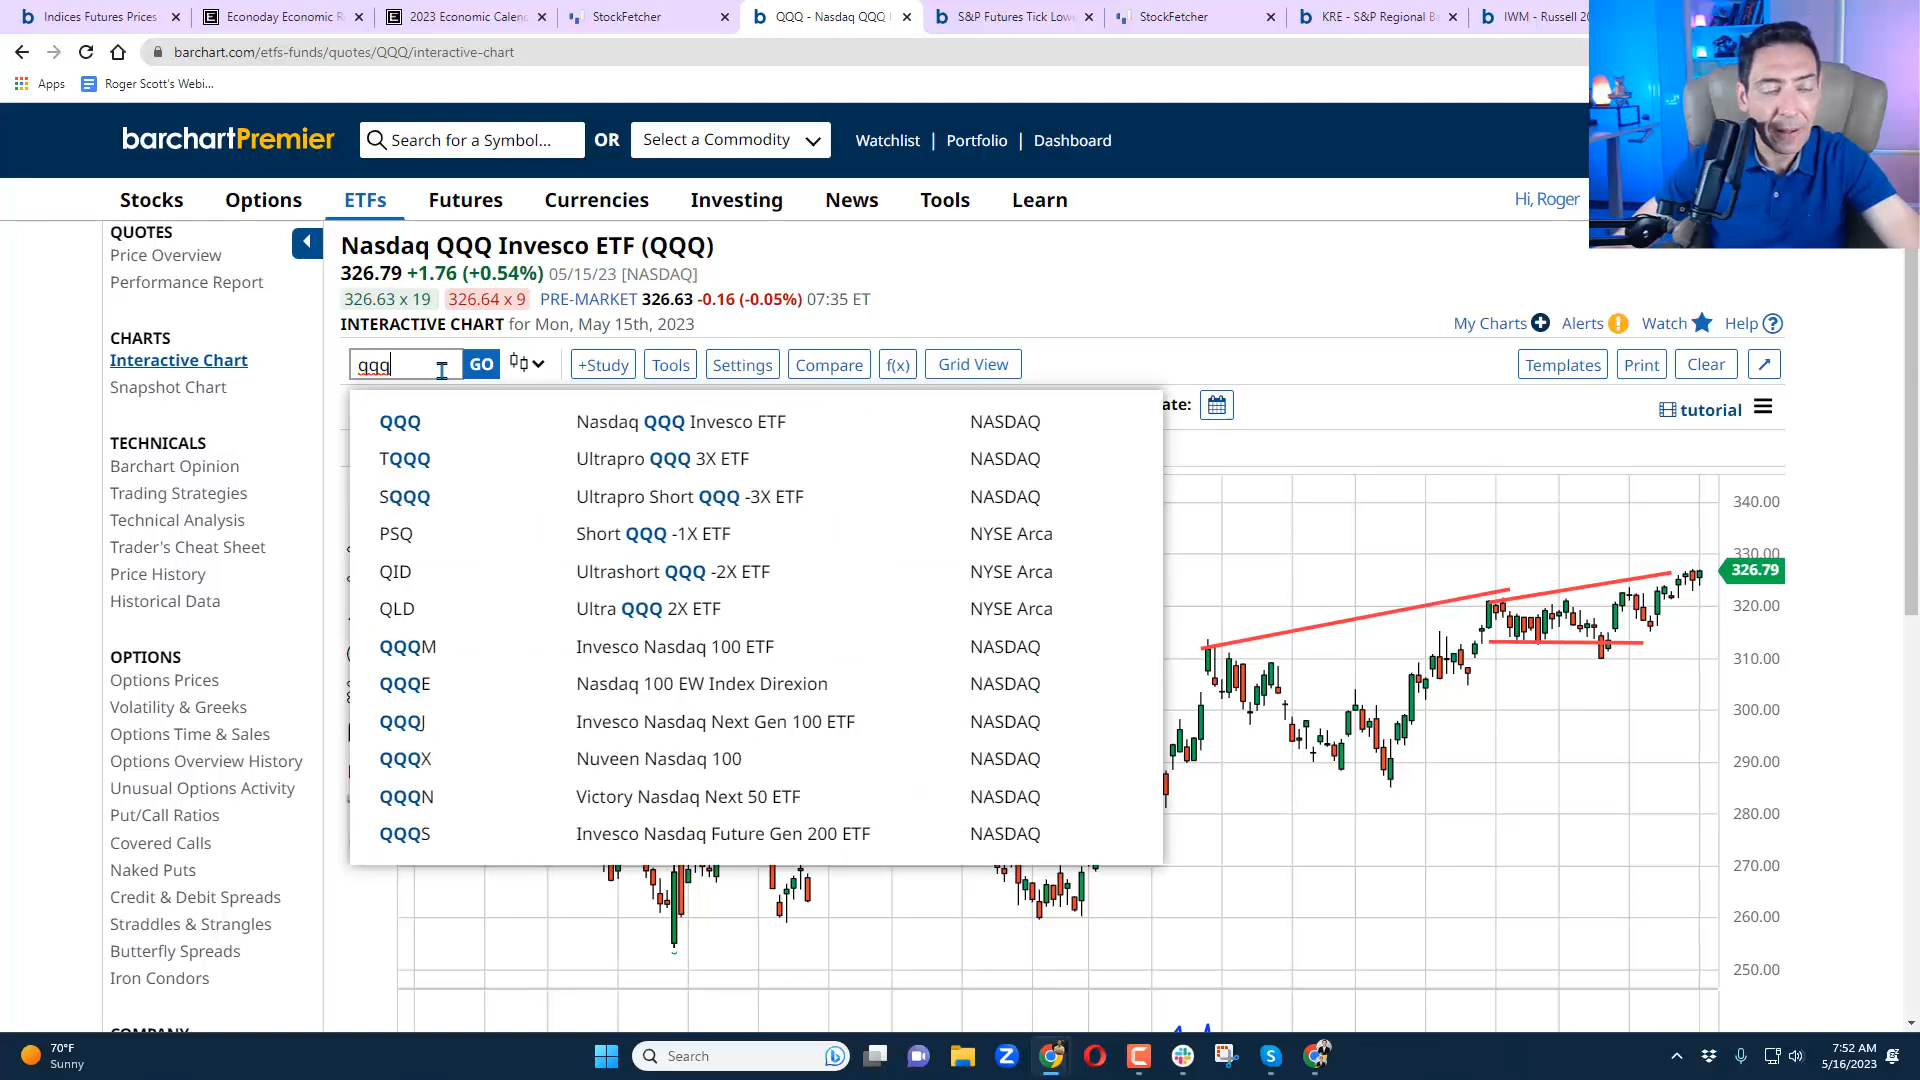 Indices Futures Prices
Econoday Economic R
2023 Economic Calen
StockFetcher
QQQ - Nasdaq QQQ
S&P Futures Tick Low
StockFetcher
KRE - S&P Regional B
IWM - Russell 20
barchart.com/etfs-funds/quotes/QQQ/interactive-chart
Apps
Roger Scott's Webi...
barchartPremier
Search for a Symbol...
OR
Select a Commodity
Watchlist | Portfolio | Dashboard
Stocks
Options
ETFs
Futures
Currencies
Investing
News
Tools
Learn
Hi, Roger
QUOTES
Price Overview
Performance Report
CHARTS
Interactive Chart
Snapshot Chart
TECHNICALS
Barchart Opinion
Trading Strategies
Technical Analysis
Trader's Cheat Sheet
Price History
Historical Data
OPTIONS
Options Prices
Volatility & Greeks
Options Time & Sales
Options Overview History
Unusual Options Activity
Put/Call Ratios
Covered Calls
Naked Puts
Credit & Debit Spreads
Straddles & Strangles
Butterfly Spreads
Iron Condors
Nasdaq QQQ Invesco ETF (QQQ)
326.79 +1.76 (+0.54%) 05/15/23 [NASDAQ]
326.63 x 19 326.64 x 9 PRE-MARKET 326.63 -0.16 (-0.05%) 07:35 ET
INTERACTIVE CHART for Mon, May 15th, 2023
My Charts
Alerts
Watch
Help
qqq
GO
+Study
Tools
Settings
Compare
f(x)
Grid View
Templates
Print
Clear
ate:
tutorial
QQQ Nasdaq QQQ Invesco ETF NASDAQ
TQQQ Ultrapro QQQ 3X ETF NASDAQ
SQQQ Ultrapro Short QQQ -3X ETF NASDAQ
PSQ Short QQQ -1X ETF NYSE Arca
QID Ultrashort QQQ -2X ETF NYSE Arca
QLD Ultra QQQ 2X ETF NYSE Arca
QQQM Invesco Nasdaq 100 ETF NASDAQ
QQQE Nasdaq 100 EW Index Direxion NASDAQ
QQQJ Invesco Nasdaq Next Gen 100 ETF NASDAQ
QQQX Nuveen Nasdaq 100 NASDAQ
QQQN Victory Nasdaq Next 50 ETF NASDAQ
QQQS Invesco Nasdaq Future Gen 200 ETF NASDAQ
340.00
330.00
326.79
320.00
310.00
300.00
290.00
280.00
270.00
260.00
250.00
70°F
Sunny
Search
7:52 AM
5/16/2023